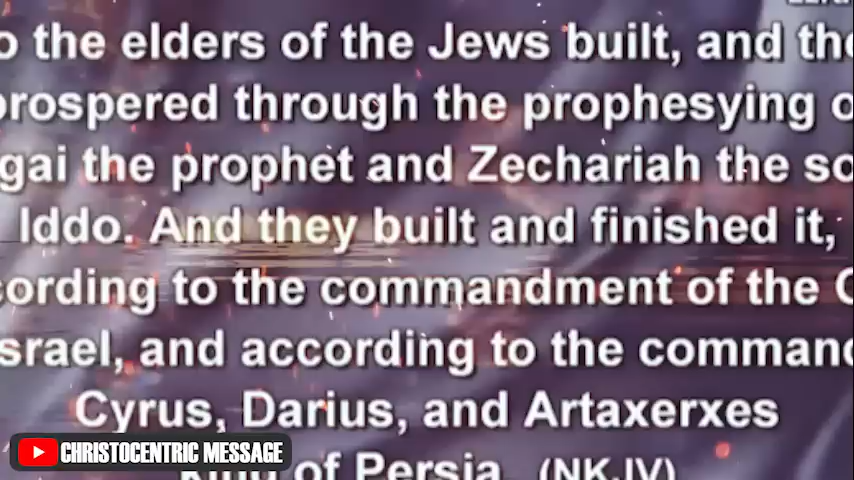 o the elders of the Jews built, and the
prospered through the prophesying o
gai the prophet and Zechariah the so
Iddo. And they built and finished it,
cording to the commandment of the G
srael, and according to the command
Cyrus, Darius, and Artaxerxes
King of Persia. (NKJV)
CHRISTOCENTRIC MESSAGE